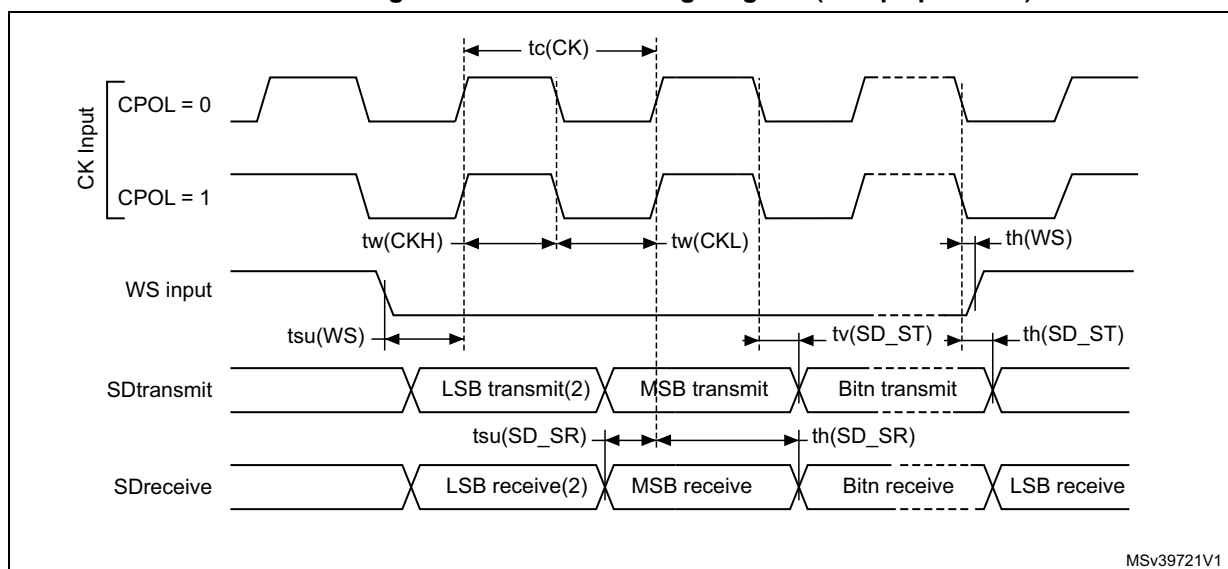 tc(CK)
CK Input
CPOL = 0
CPOL = 1
tw(CKH)
tw(CKL)
th(WS)
WS input
tsu(WS)
tv(SD_ST)
th(SD_ST)
SDtransmit
LSB transmit(2)
MSB transmit
Bitn transmit
tsu(SD_SR)
th(SD_SR)
SDreceive
LSB receive(2)
MSB receive
Bitn receive
LSB receive
MSv39721V1